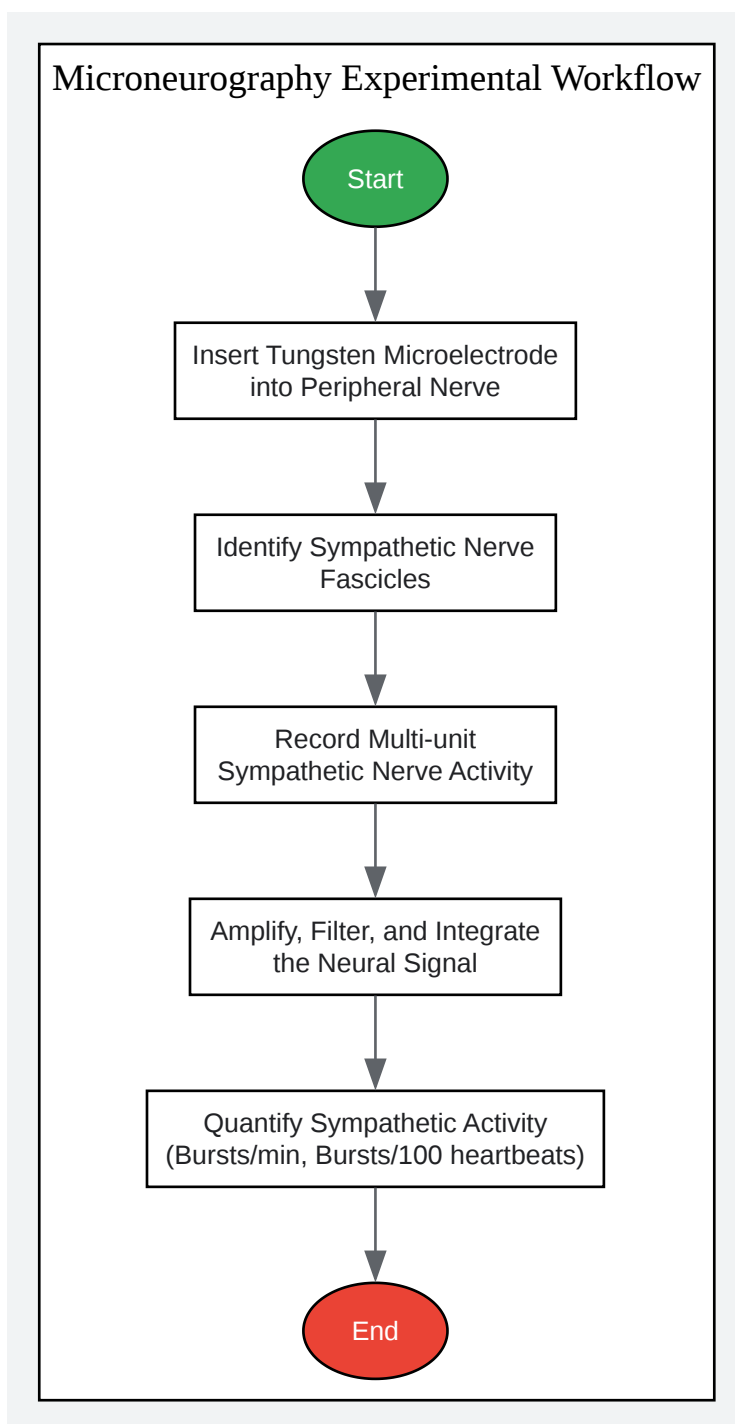 Microneurography Experimental Workflow
Start
Insert Tungsten Microelectrode
into Peripheral Nerve
Identify Sympathetic Nerve
Fascicles
Record Multi-unit
Sympathetic Nerve Activity
Amplify, Filter, and Integrate
the Neural Signal
Quantify Sympathetic Activity
(Bursts/min, Bursts/100 heartbeats)
End